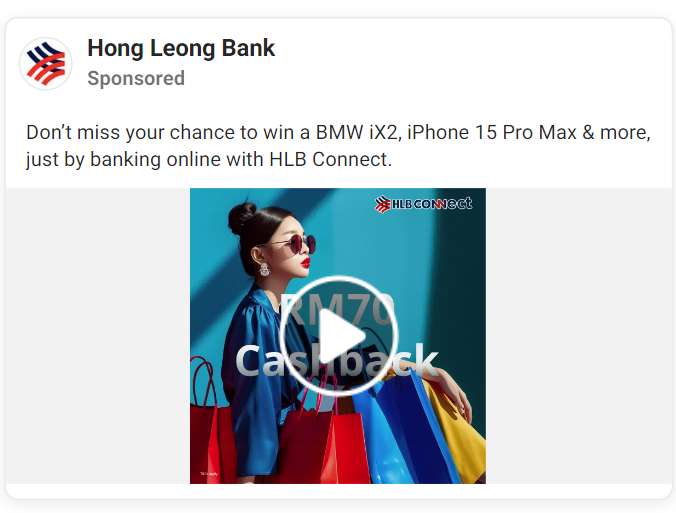 Hong Leong Bank
Sponsored
Don't miss your chance to win a BMW iX2, iPhone 15 Pro Max & more,
just by banking online with HLB Connect.
HLB CONNect
RM70
Cashback
T&Cs apply